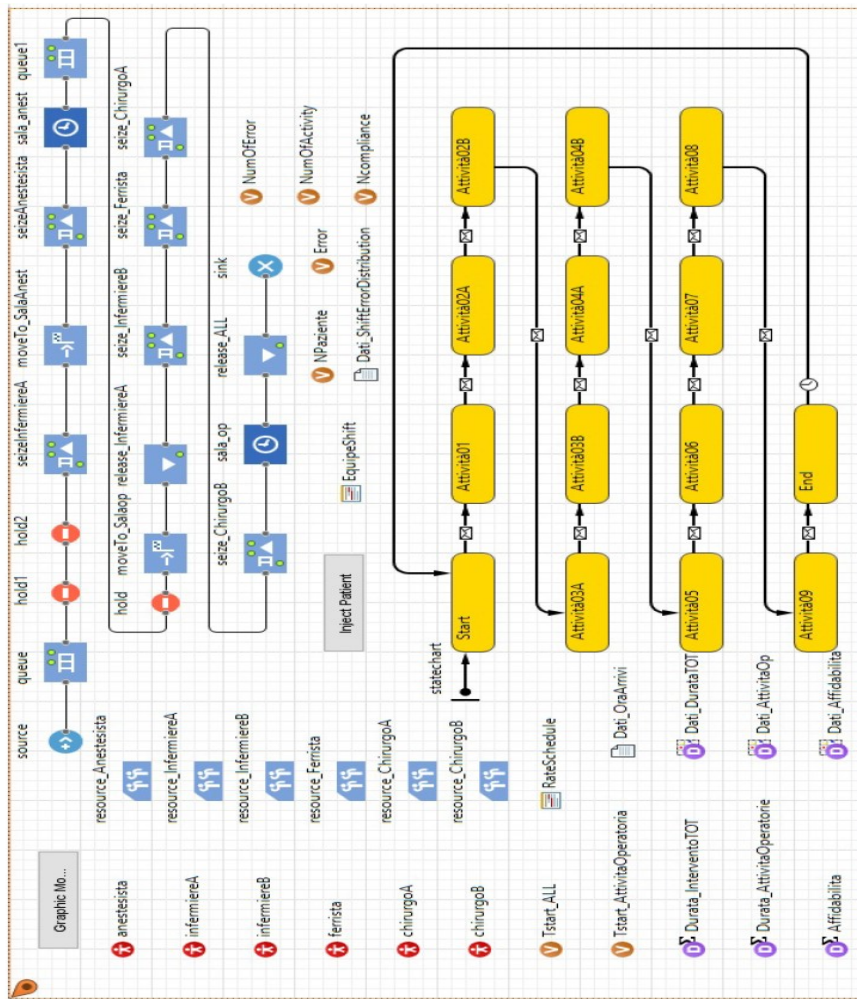 Graphic Mo...
source
queue
hold1
hold2
seizeInfermiereA
moveTo_SalaAnest
seizeAnestesista
sala_anest
queue1
hold
moveTo_Salaop
release_InfermiereA
seize_InfermiereB
seize_Ferrista
seize_ChirurgoA
seize_ChirurgoB
sala_op
release_ALL
sink
anestesista
infermiereA
infermiereB
ferrista
chirurgoA
chirurgoB
resource_Anestesista
resource_InfermiereA
resource_InfermiereB
resource_Ferrista
resource_ChirurgoA
resource_ChirurgoB
NumOfError
NumOfActivity
Ncompliance
Inject Patient
EquipeShift
NPaziente
Error
Dati_ShiftErrorDistribution
Tstart_ALL
Tstart_AttivitaOperatoria
RateSchedule
Dati_OraArrivi
Durata_InterventoTOT
Durata_AttivitaOperatorie
Affidabilita
Dati_DurataTOT
Dati_AttivitaOp
Dati_Affidabilita
statechart
Start
Attività01
Attività02A
Attività02B
Attività03A
Attività03B
Attività04A
Attività04B
Attività05
Attività06
Attività07
Attività08
Attività09
End